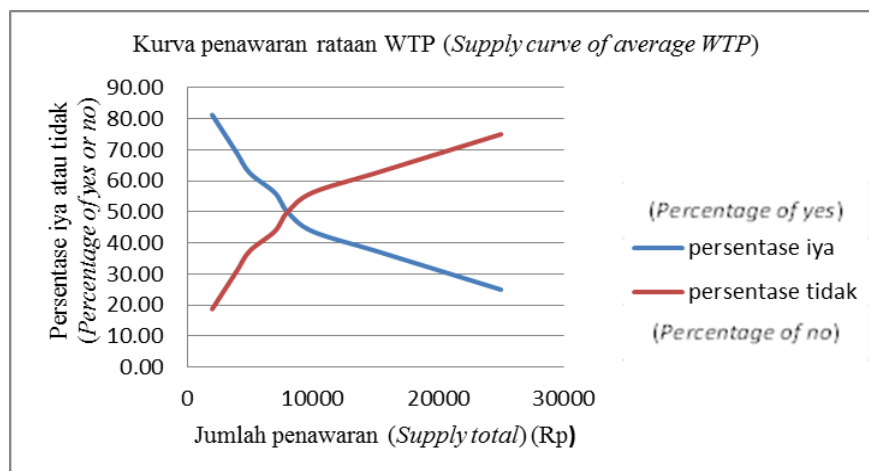 Kurva penawaran rataan WTP (Supply curve of average WTP)
Persentase iya atau tidak
(Percentage of yes or no)
90.00
80.00
70.00
60.00
50.00
40.00
30.00
20.00
10.00
0.00
0 10000 20000 30000
Jumlah penawaran (Supply total) (Rp)
(Percentage of yes)
persentase iya
persentase tidak
(Percentage of no)